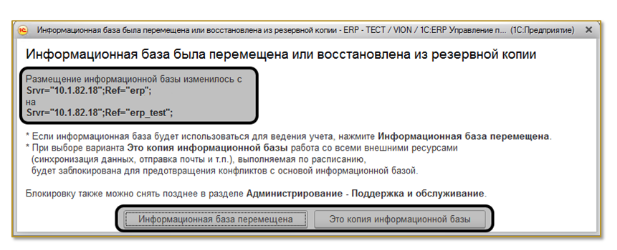 Информационная база была перемещена или восстановлена из резервной копии - ERP - ТЕСТ / VION / 1С:ERP Управление п... (1С:Предприятие)
Информационная база была перемещена или восстановлена из резервной копии
Размещение информационной базы изменилось с
Srvr="10.1.82.18";Ref="erp";
на
Srvr="10.1.82.18";Ref="erp_test";
* Если информационная база будет использоваться для ведения учета, нажмите Информационная база перемещена.
* При выборе варианта Это копия информационной базы работа со всеми внешними ресурсами
(синхронизация данных, отправка почты и т.п.), выполняемая по расписанию,
будет заблокирована для предотвращения конфликтов с основой информационной базой.
Блокировку также можно снять позднее в разделе Администрирование - Поддержка и обслуживание.
Информационная база перемещена Это копия информационной базы